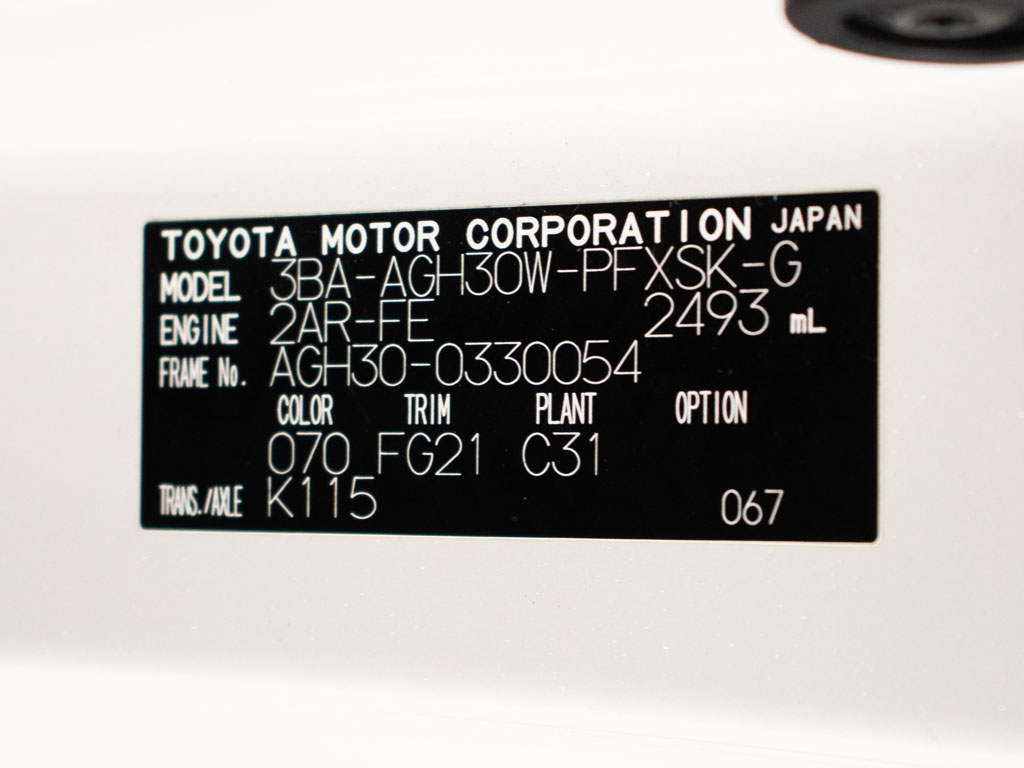 TOYOTA MOTOR CORPORATION JAPAN
MODEL 3BA-AGH30W-PFXSK-G
ENGINE 2AR-FE 2493 mL
FRAME No. AGH30-0330054
COLOR TRIM PLANT OPTION
070 FG21 C31
TRANS./AXLE K115 067